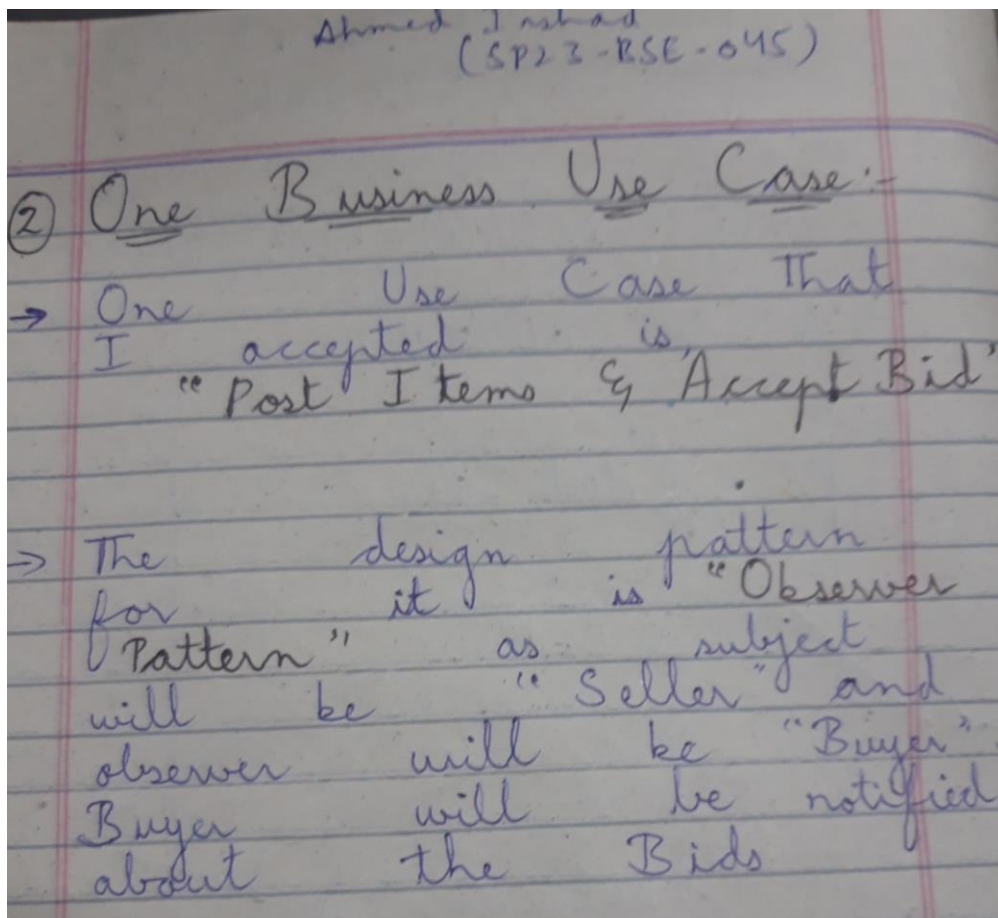 Ahmed Irshad
(SP23-BSE-045)
② One Business Use Case:-
→ One Use Case That
I accepted is,
"Post Items & Accept Bid"
→ The design pattern
for it is "Observer
Pattern" as subject
will be "Seller" and
observer will be "Buyer"
Buyer will be notified
about the Bids